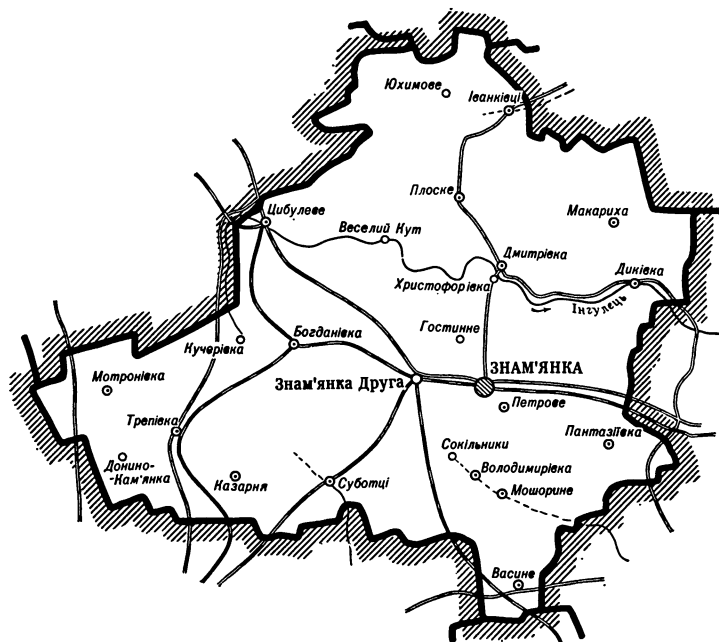 Юхимове
Іванківці
Плоске
Макариха
Цибулеве
Веселий Кут
Дмитрівка
Христофорівка
Диківка
Інгулець
Гостинне
Богданівка
Кучерівка
ЗНАМ'ЯНКА
Знам'янка Друга
Мотронівка
Петрове
Трепівка
Пантазіївка
Сокільники
Донино-
-Кам'янка
Володимирівка
Казарня
Суботці
Мошорине
Васине